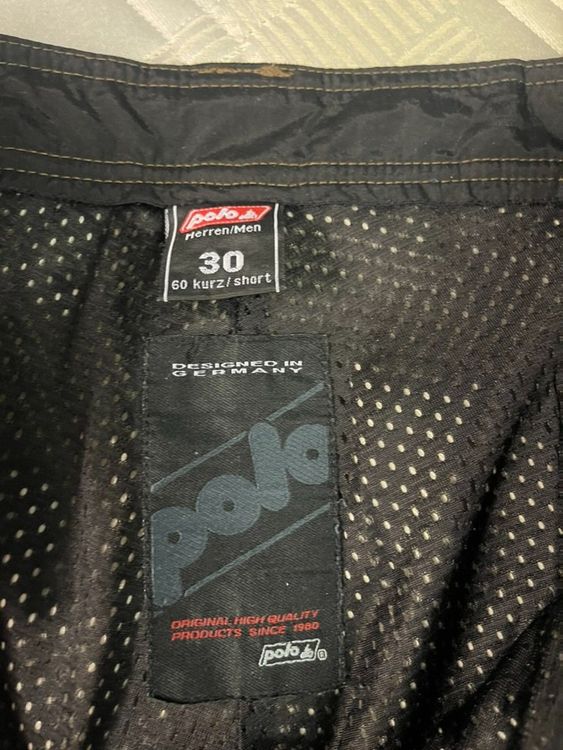 polo
Herren/Men
30
60 kurz/short
DESIGNED IN
GERMANY
polo
ORIGINAL HIGH QUALITY
PRODUCTS SINCE 1980
polo ®